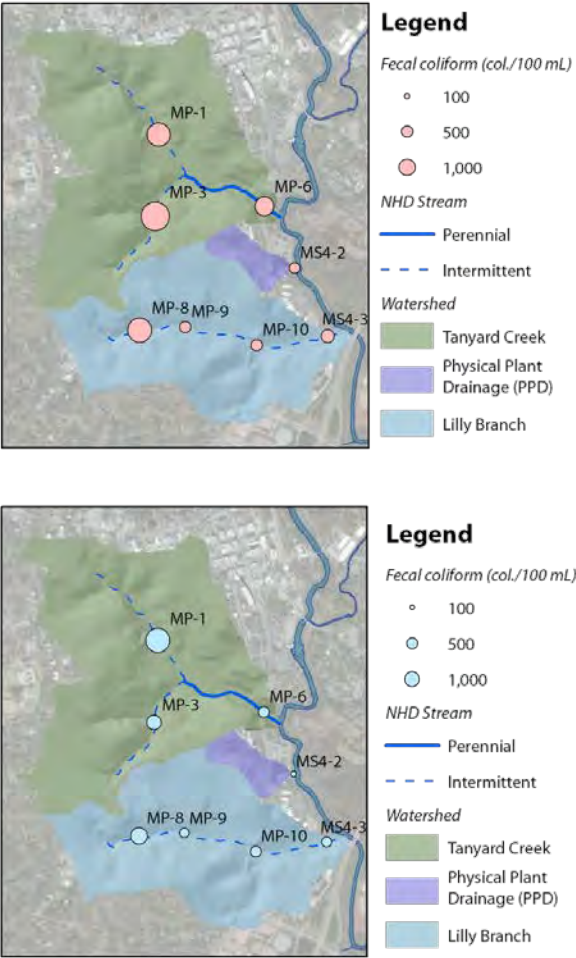 Legend
Fecal coliform (col./100 mL)
100
500
1,000
NHD Stream
Perennial
Intermittent
Watershed
Tanyard Creek
Physical Plant
Drainage (PPD)
Lilly Branch
MP-1
MP-3
MP-6
MS4-2
MP-8 MP-9
MP-10
MS4-3
Legend
Fecal coliform (col./100 mL)
100
500
1,000
NHD Stream
Perennial
Intermittent
Watershed
Tanyard Creek
Physical Plant
Drainage (PPD)
Lilly Branch
MP-1
MP-3
MP-6
MS4-2
MP-8 MP-9
MP-10
MS4-3